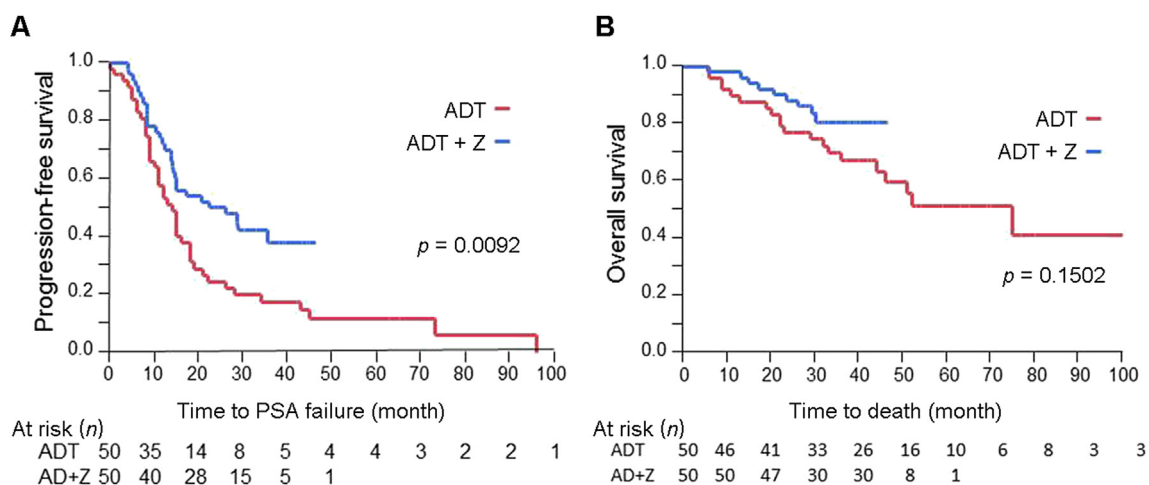 A
Progression-free survival
1.0
0.8
0.6
0.4
0.2
0.0
ADT
ADT + Z
p = 0.0092
0 10 20 30 40 50 60 70 80 90 100
Time to PSA failure (month)
At risk (n)
ADT 50 35 14 8 5 4 4 3 2 2 1
AD+Z 50 40 28 15 5 1
B
Overall survival
1.0
0.8
0.6
0.4
0.2
0.0
ADT
ADT + Z
p = 0.1502
0 10 20 30 40 50 60 70 80 90 100
Time to death (month)
At risk (n)
ADT 50 46 41 33 26 16 10 6 8 3 3
AD+Z 50 50 47 30 30 8 1